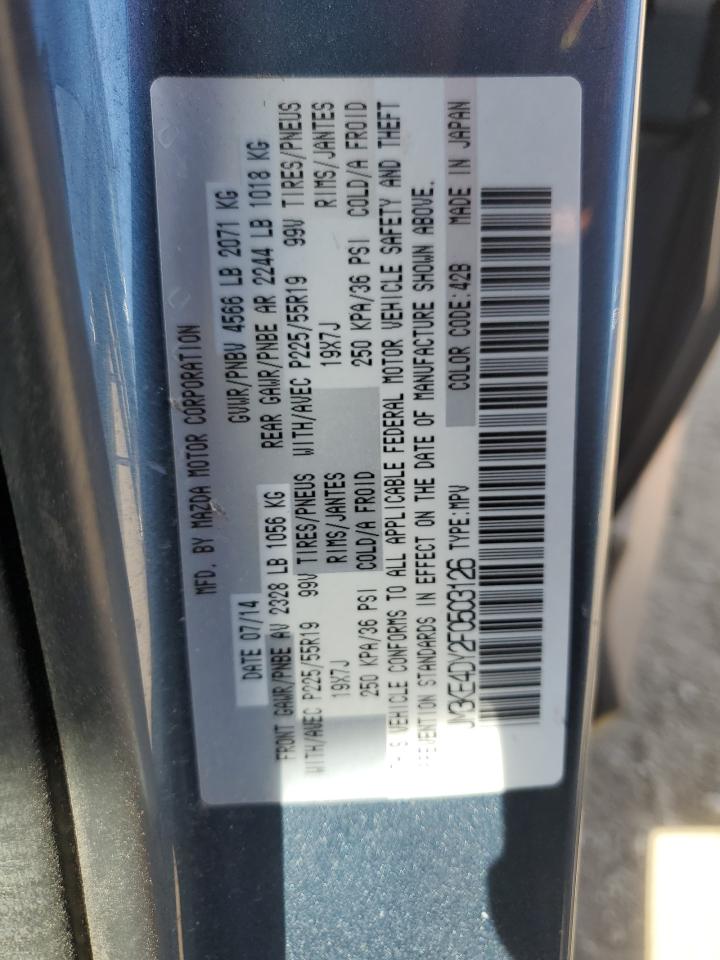 MFD. BY MAZDA MOTOR CORPORATION
DATE 07/14 GVWR/PNBV 4566 LB 2071 KG
FRONT GAWR/PNBE AV 2328 LB 1056 KG REAR GAWR/PNBE AR 2244 LB 1018 KG
WITH/AVEC P225/55R19 99V TIRES/PNEUS WITH/AVEC P225/55R19 99V TIRES/PNEUS
19X7J RIMS/JANTES 19X7J RIMS/JANTES
250 KPA/36 PSI COLD/A FROID 250 KPA/36 PSI COLD/A FROID
THIS VEHICLE CONFORMS TO ALL APPLICABLE FEDERAL MOTOR VEHICLE SAFETY AND THEFT
PREVENTION STANDARDS IN EFFECT ON THE DATE OF MANUFACTURE SHOWN ABOVE.
JM3KE4DY2F0503126 TYPE:MPV COLOR CODE:42B MADE IN JAPAN